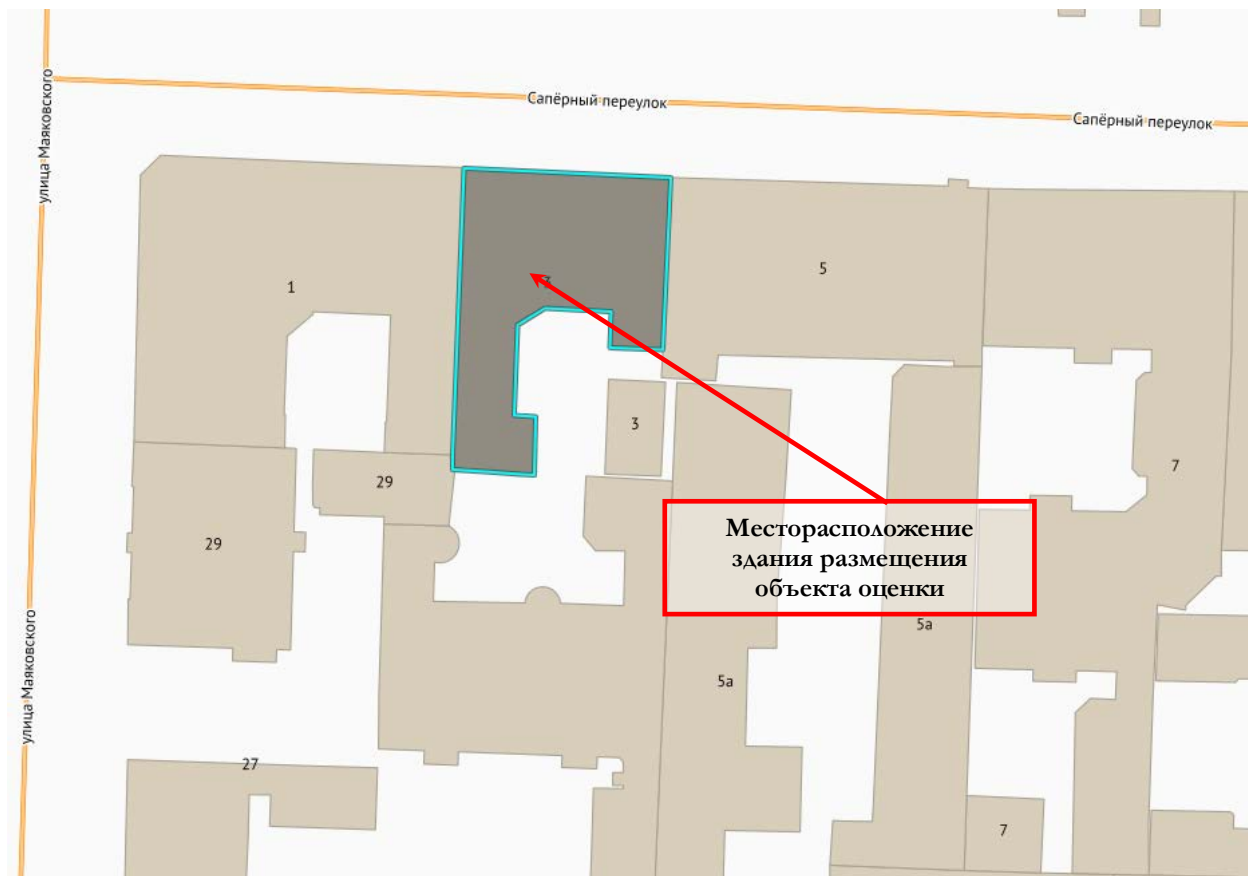 улица Маяковского
Сапёрный переулок
Сапёрный переулок
1
3
5
3
7
29
29
Месторасположение
здания размещения
объекта оценки
5а
5а
улица Маяковского
27
7